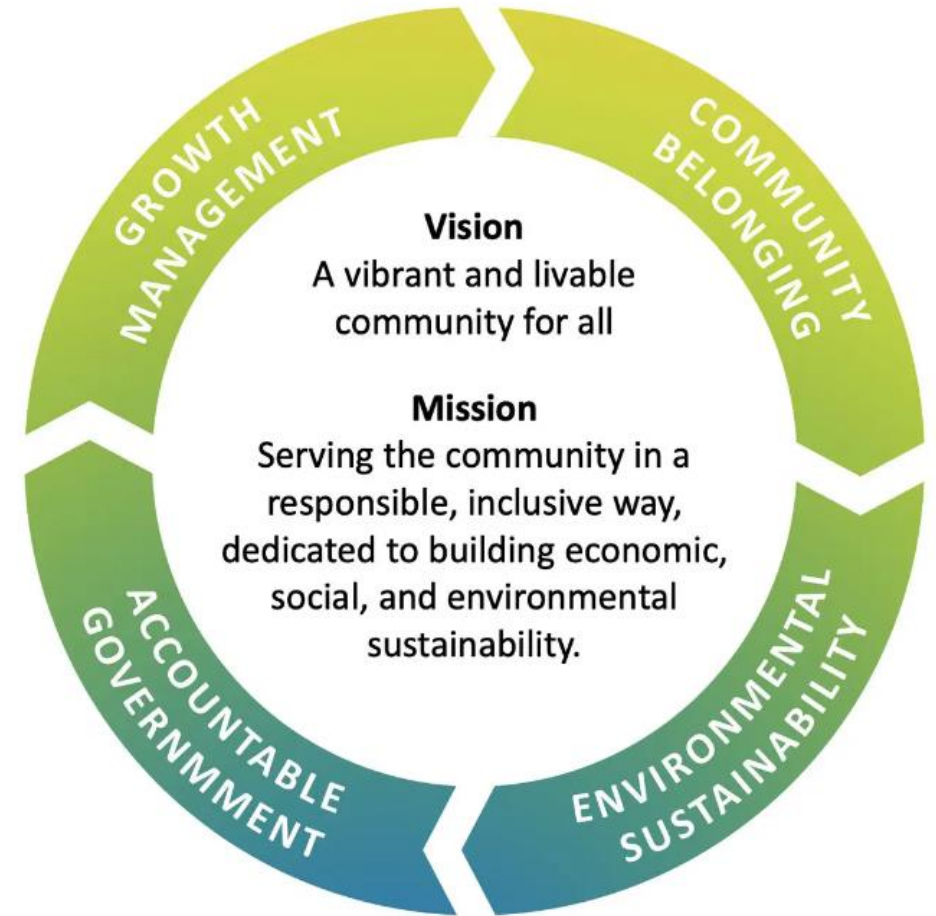 GROWTH
MANAGEMENT
COMMUNITY
BELONGING
Vision
A vibrant and livable
community for all
Mission
Serving the community in a
responsible, inclusive way,
dedicated to building economic,
social, and environmental
sustainability.
ACCOUNTABLE
GOVERNMMENT
ENVIRONMENTAL
SUSTAINABILITY